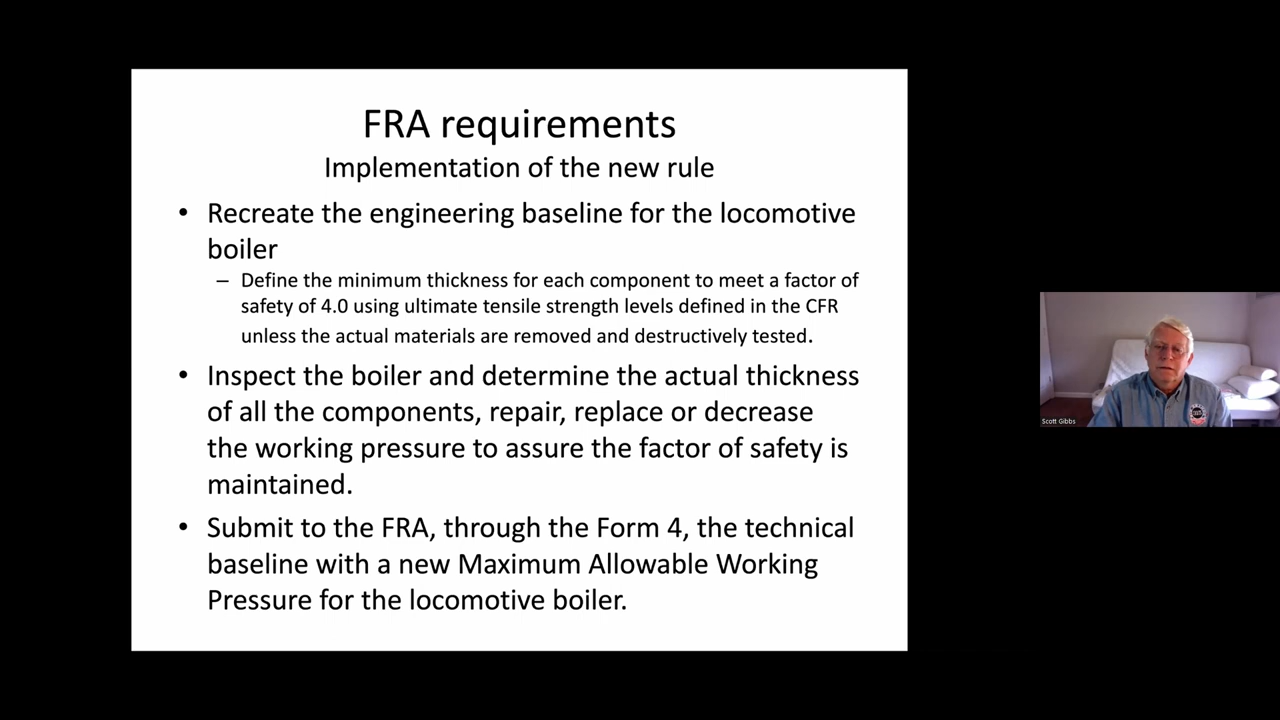 FRA requirements
Implementation of the new rule
• Recreate the engineering baseline for the locomotive
boiler
– Define the minimum thickness for each component to meet a factor of
safety of 4.0 using ultimate tensile strength levels defined in the CFR
unless the actual materials are removed and destructively tested.
• Inspect the boiler and determine the actual thickness
of all the components, repair, replace or decrease
the working pressure to assure the factor of safety is
maintained.
• Submit to the FRA, through the Form 4, the technical
baseline with a new Maximum Allowable Working
Pressure for the locomotive boiler.
Scott Gibbs